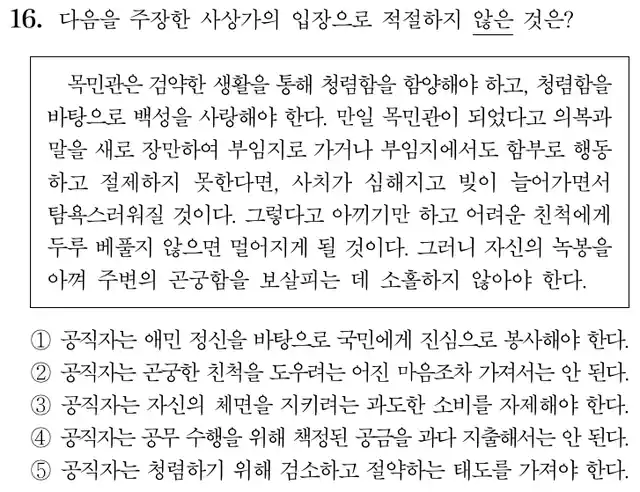 16. 다음을 주장한 사상가의 입장으로 적절하지 않은 것은?
목민관은 검약한 생활을 통해 청렴함을 함양해야 하고, 청렴함을
바탕으로 백성을 사랑해야 한다. 만일 목민관이 되었다고 의복과
말을 새로 장만하여 부임지로 가거나 부임지에서도 함부로 행동
하고 절제하지 못한다면, 사치가 심해지고 빚이 늘어가면서
탐욕스러워질 것이다. 그렇다고 아끼기만 하고 어려운 친척에게
두루 베풀지 않으면 멀어지게 될 것이다. 그러니 자신의 녹봉을
아껴 주변의 곤궁함을 보살피는 데 소홀하지 않아야 한다.
① 공직자는 애민 정신을 바탕으로 국민에게 진심으로 봉사해야 한다.
② 공직자는 곤궁한 친척을 도우려는 어진 마음조차 가져서는 안 된다.
③ 공직자는 자신의 체면을 지키려는 과도한 소비를 자제해야 한다.
④ 공직자는 공무 수행을 위해 책정된 공금을 과다 지출해서는 안 된다.
⑤ 공직자는 청렴하기 위해 검소하고 절약하는 태도를 가져야 한다.